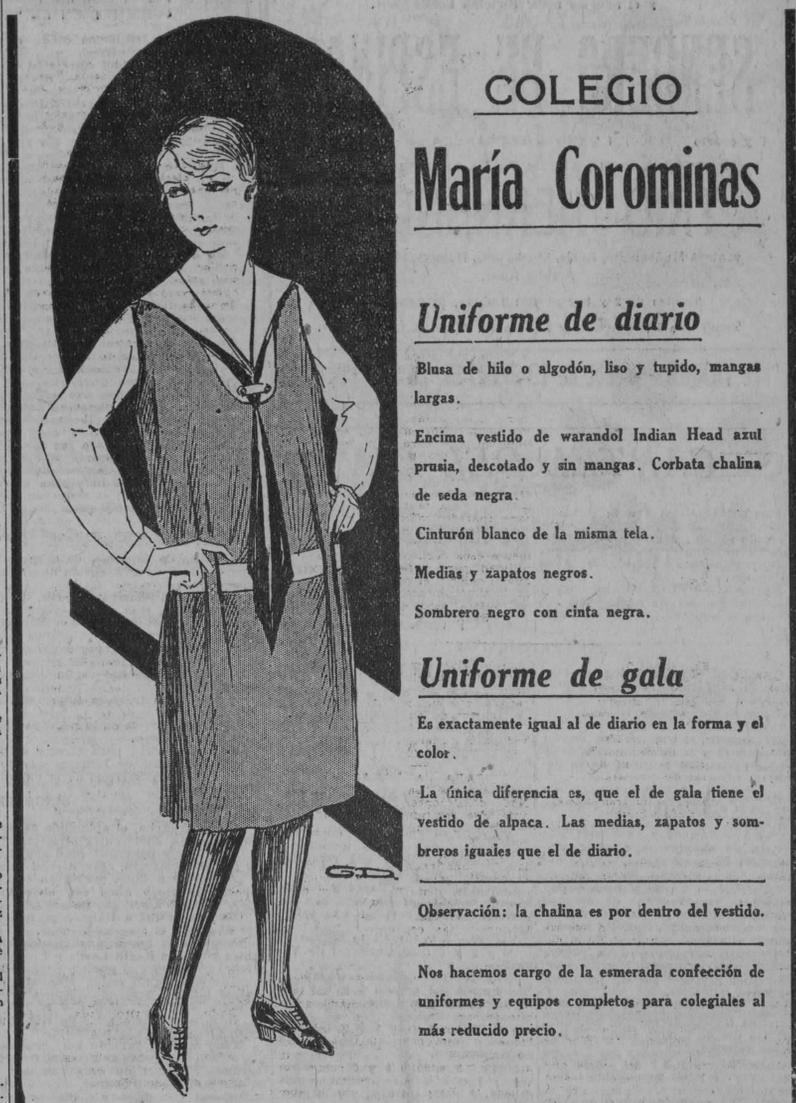 COLEGIO
María Corominas
Uniforme de diario
Blusa de hilo o algodón, liso y tupido, mangas
largas.
Encima vestido de warandol Indian Head azul
prusia, descotado y sin mangas. Corbata chalina
de seda negra.
Cinturón blanco de la misma tela.
Medias y zapatos negros.
Sombrero negro con cinta negra.
Uniforme de gala
Es exactamente igual al de diario en la forma y el
color.
La única diferencia es, que el de gala tiene el
vestido de alpaca. Las medias, zapatos y som-
breros iguales que el de diario.
GD.
Observación: la chalina es por dentro del vestido.
Nos hacemos cargo de la esmerada confección de
uniformes y equipos completos para colegiales al
más reducido precio.